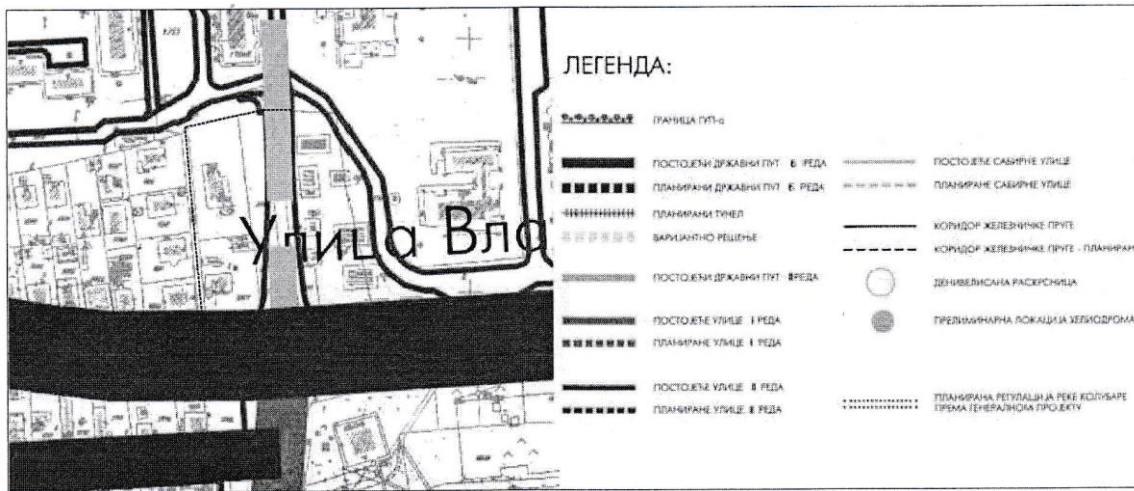 Улица Вла
ЛЕГЕНДА:
ГРАНИЦА ГУП-а
ПОСТОЈЕЋИ ДРЖАВНИ ПУТ IБ РЕДА
ПЛАНИРАНИ ДРЖАВНИ ПУТ IБ РЕДА
ПЛАНИРАНИ ТУНЕЛ
ВАРИЈАНТНО РЕШЕЊЕ
ПОСТОЈЕЋИ ДРЖАВНИ ПУТ II РЕДА
ПОСТОЈЕЋЕ УЛИЦЕ I РЕДА
ПЛАНИРАНЕ УЛИЦЕ I РЕДА
ПОСТОЈЕЋЕ УЛИЦЕ II РЕДА
ПЛАНИРАНЕ УЛИЦЕ II РЕДА
ПОСТОЈЕЋЕ САБИРНЕ УЛИЦЕ
ПЛАНИРАНЕ САБИРНЕ УЛИЦЕ
КОРИДОР ЖЕЛЕЗНИЧКЕ ПРУГЕ
КОРИДОР ЖЕЛЕЗНИЧКЕ ПРУГЕ - ПЛАНИРАН
ДЕНИВЕЛИСАНА РАСКРСНИЦА
ПРЕЛИМИНАРНА ЛОКАЦИЈА ХЕЛИОДРОМА
ПЛАНИРАНА РЕГУЛАЦИЈА РЕКЕ КОЛУБАРЕ
ПРЕМА ГЕНЕРАЛНОМ ПРОЈЕКТУ